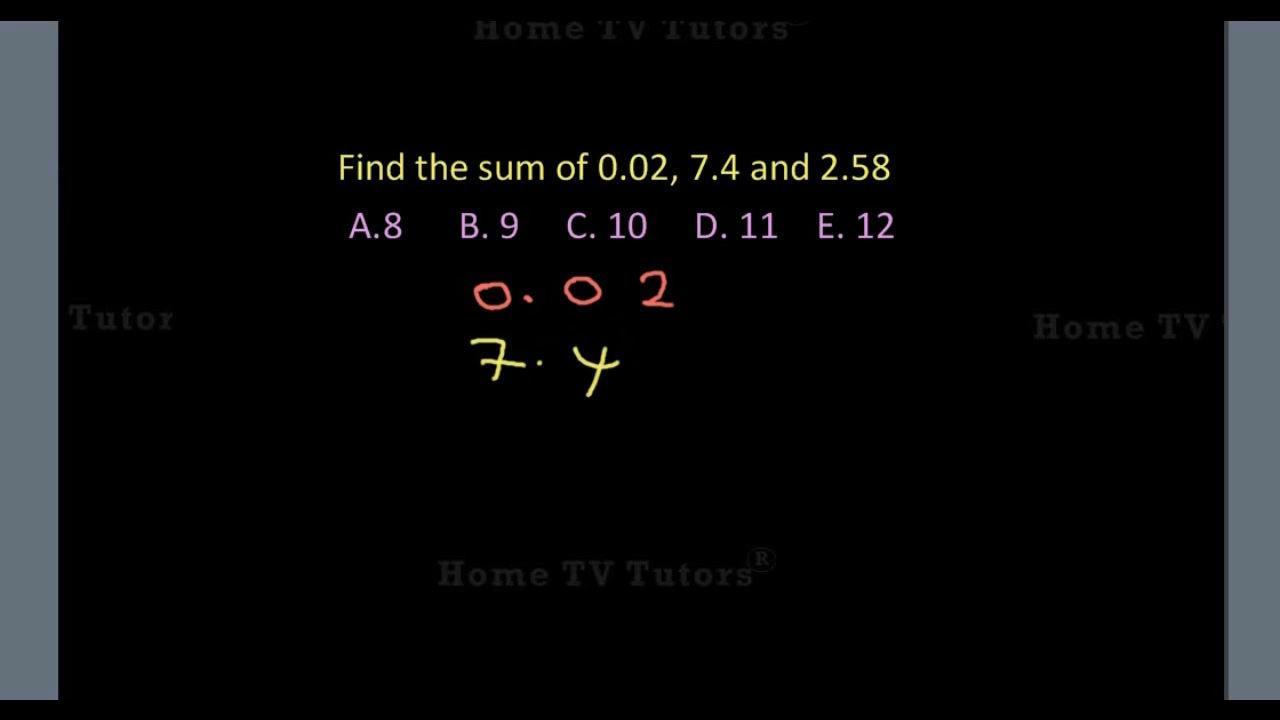 Home TV Tutors®
Find the sum of 0.02, 7.4 and 2.58
A.8 B. 9 C. 10 D. 11 E. 12
0.02
Tutor
Home TV
7.4
Home TV Tutors®